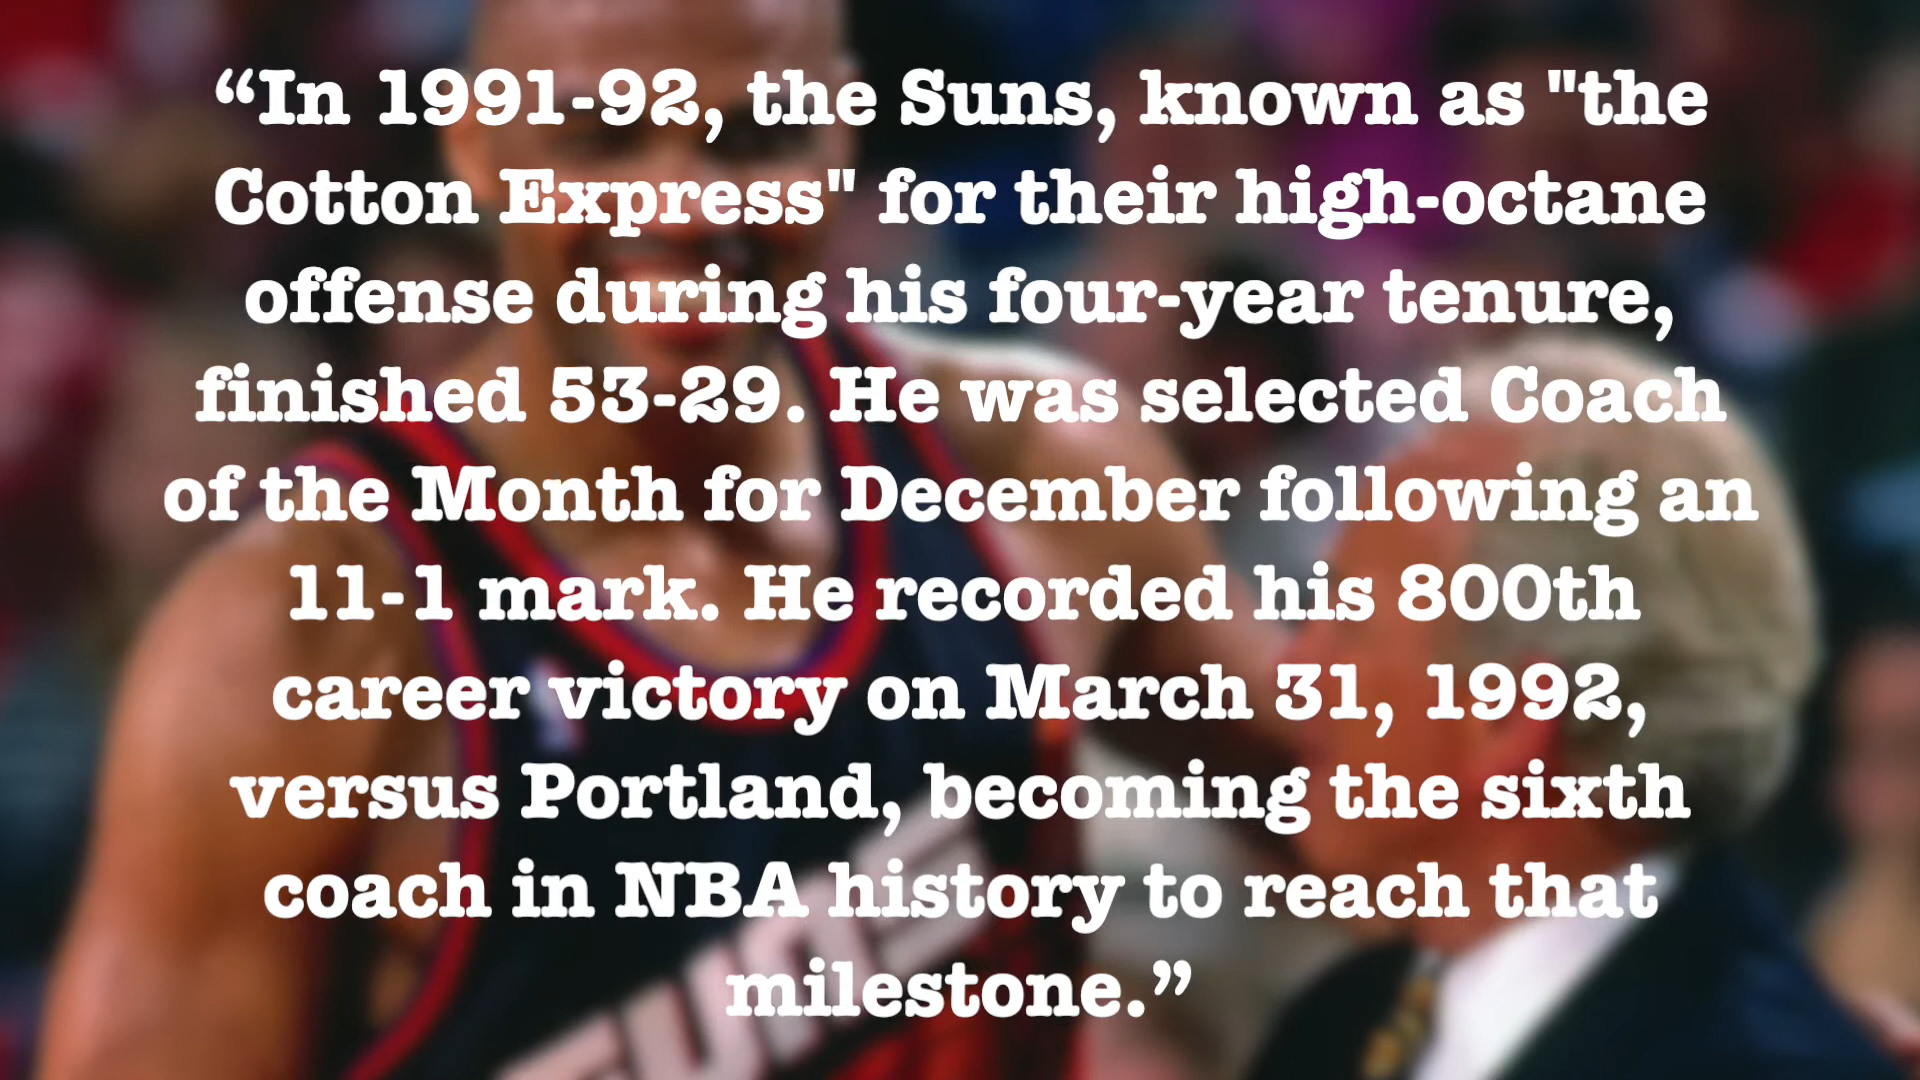 “In 1991-92, the Suns, known as "the
Cotton Express" for their high-octane
offense during his four-year tenure,
finished 53-29. He was selected Coach
of the Month for December following an
11-1 mark. He recorded his 800th
career victory on March 31, 1992,
versus Portland, becoming the sixth
coach in NBA history to reach that
milestone.”
SUNS